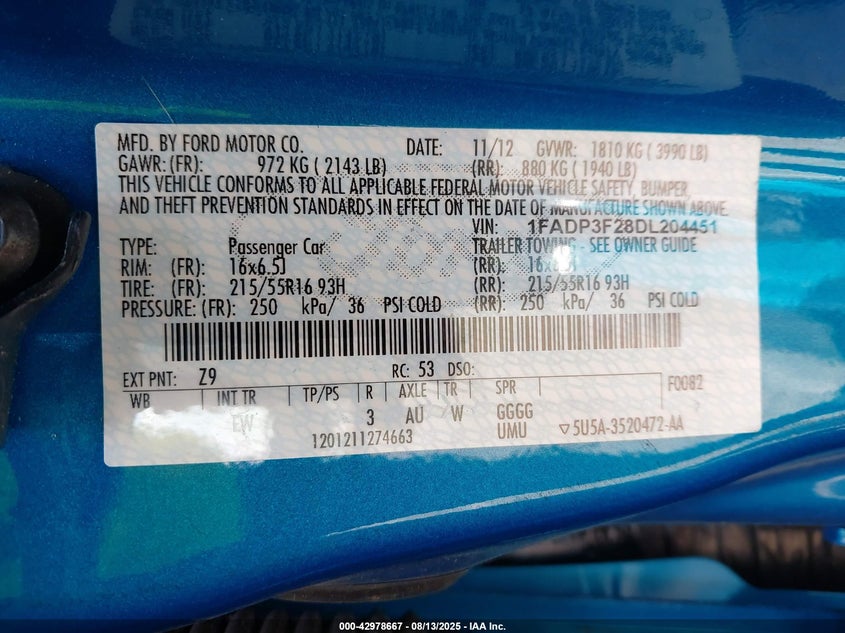 MFD. BY FORD MOTOR CO. DATE: 11/12 GVWR: 1810 KG ( 3990 LB)
GAWR: (FR): 972 KG ( 2143 LB) (RR): 880 KG ( 1940 LB)
THIS VEHICLE CONFORMS TO ALL APPLICABLE FEDERAL MOTOR VEHICLE SAFETY, BUMPER,
AND THEFT PREVENTION STANDARDS IN EFFECT ON THE DATE OF MANUFACTURE SHOWN ABOVE.
VIN: 1FADP3F28DL204451
TYPE: Passenger Car TRAILER TOWING - SEE OWNER GUIDE
RIM: (FR): 16x6.5J (RR): 16x6.5J
TIRE: (FR): 215/55R16 93H (RR): 215/55R16 93H
PRESSURE: (FR): 250 kPa/ 36 PSI COLD (RR): 250 kPa/ 36 PSI COLD
EXT PNT: Z9 RC: 53 DSO: F0082
WB INT TR TP/PS R AXLE TR SPR
EW 3 AU W GGGG
1201211274663 UMU ▽5U5A-3520472-AA
000-42978667 - 08/13/2025 - IAA Inc.